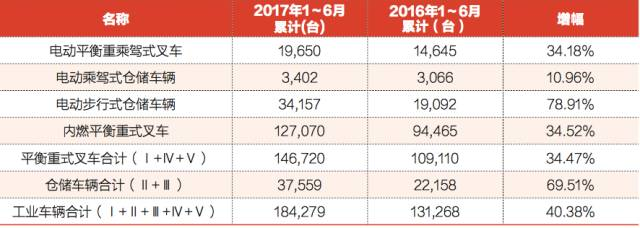 名称 2017年1~6月 累计(台) 2016年1~6月 累计(台) 增幅
电动平衡重乘驾式叉车 19,650 14,645 34.18%
电动乘驾式仓储车辆 3,402 3,066 10.96%
电动步行式仓储车辆 34,157 19,092 78.91%
内燃平衡重式叉车 127,070 94,465 34.52%
平衡重式叉车合计(Ⅰ+Ⅳ+Ⅴ) 146,720 109,110 34.47%
仓储车辆合计(Ⅱ+Ⅲ) 37,559 22,158 69.51%
工业车辆合计(Ⅰ+Ⅱ+Ⅲ+Ⅳ+Ⅴ) 184,279 131,268 40.38%